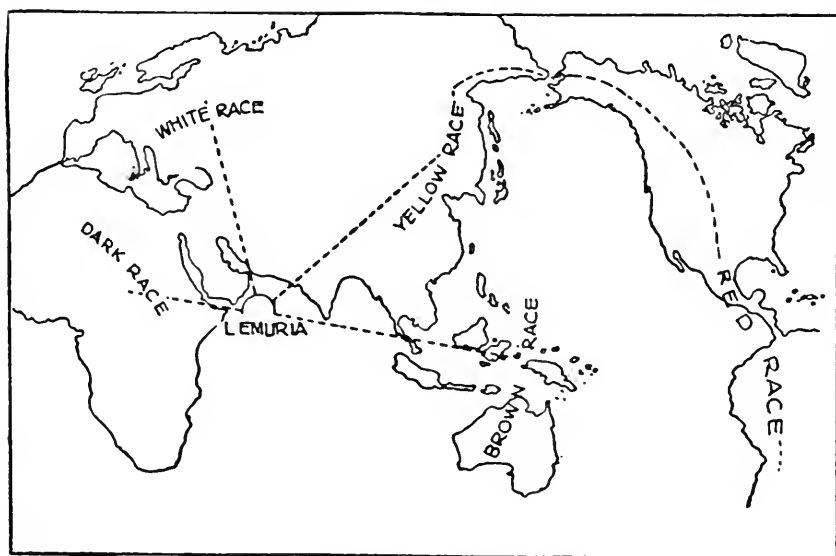 WHITE RACE
YELLOW RACE
DARK RACE
LEMURIA
BROWN RACE
RED RACE